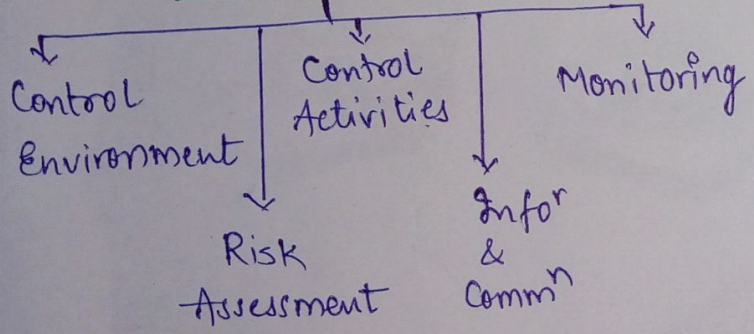 Control
Environment
Risk
Assessment
Control
Activities
Infoʳ
&
Commⁿ
Monitoring